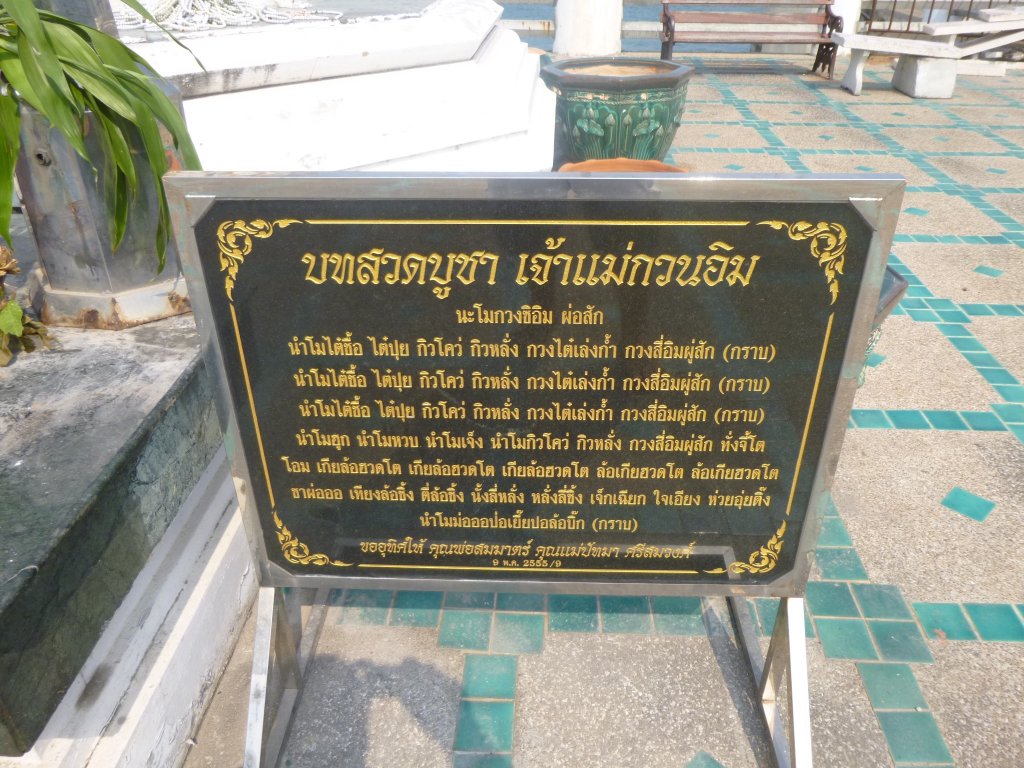 บทสวดบูชา เจ้าแม่กวนอิม
นะโมกวงซิอิม ผ่อสัก
นำโมไต๋ชื้อ ไต๋ปุย กิวโคว่ กิวหลั่ง กวงไต๋เล่งก้ำ กวงสี่อิมผู่สัก (กราบ)
นำโมไต๋ชื้อ ไต๋ปุย กิวโคว่ กิวหลั่ง กวงไต๋เล่งก้ำ กวงสี่อิมผู่สัก (กราบ)
นำโมไต๋ชื้อ ไต๋ปุย กิวโคว่ กิวหลั่ง กวงไต๋เล่งก้ำ กวงสี่อิมผู่สัก (กราบ)
นำโมฮุก นำโมหวบ นำโมเจ็ง นำโมกิวโคว่ กิวหลั่ง กวงสี่อิมผู่สัก ทั่งจี้โต
โอม เกียล้อฮวดโต เกียล้อฮวดโต เกียล้อฮวดโต ล้อเกียฮวดโต ล้อเกียฮวดโต
ซาผ่อออ เทียงล้อซิ้ง ตี่ล้อซิ้ง นั้งลี่หลั่ง หลั่งลี่ซิ้ง เจ็กเฉียก ใจเอียง ห่วยอุ่ยติ๊ง
นำโมม่อออป่อเยี๊ยปอล้อบิ๊ก (กราบ)
ขออุทิศให้ คุณพ่อสมมาตร์ คุณแม่ปัทมา ศรีสมวงศ์
9 พ.ค. 2555/9